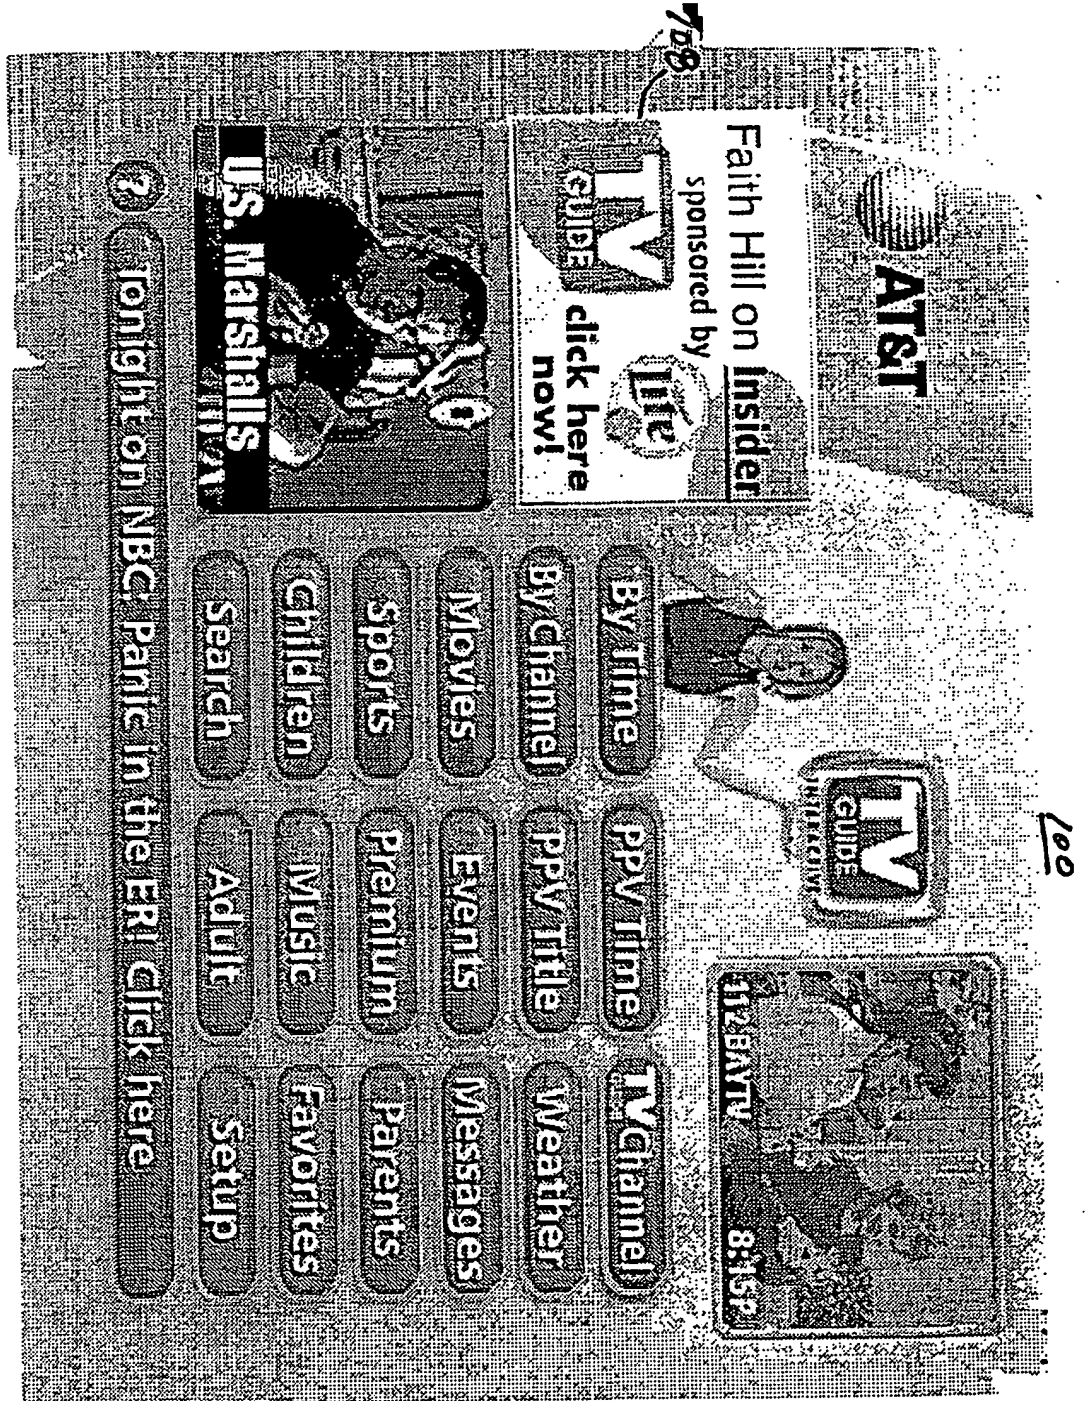 100
AT&T
TV
GUIDE
INTERACTIVE
108
Faith Hill on Insider
sponsored by
TV
GUIDE
Lite
click here
now!
112 BAYTV 8:45P
U.S. Marshalls
By Time PPV Time TV Channel
By Channel PPV Title Weather
Movies Events Messages
Sports Premium Parents
Children Music Favorites
Search Adult Setup
? Tonight on NBC: Panic in the ER! Click here